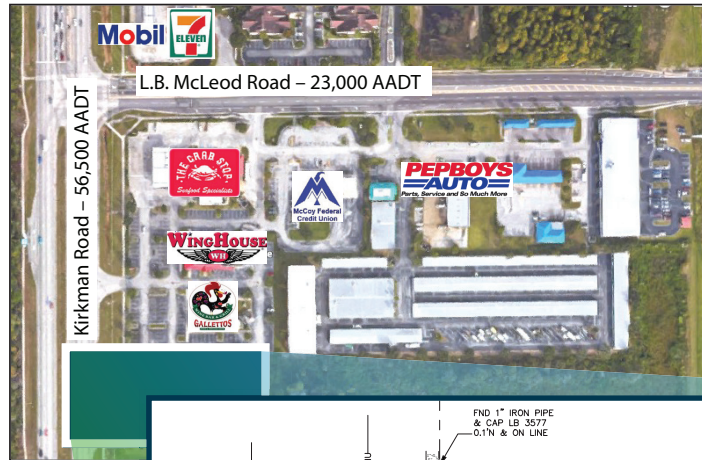 Mobil
7
ELEVEN
L.B. McLeod Road – 23,000 AADT
Kirkman Road – 56,500 AADT
THE CRAB STOP
Seafood Specialists
McCoy Federal
Credit Union
PEPBOYS
AUTO
Parts, Service and So Much More
WINGHOUSE
WH
GALLETTOS
FND 1" IRON PIPE
& CAP LB 3577
0.1'N & ON LINE